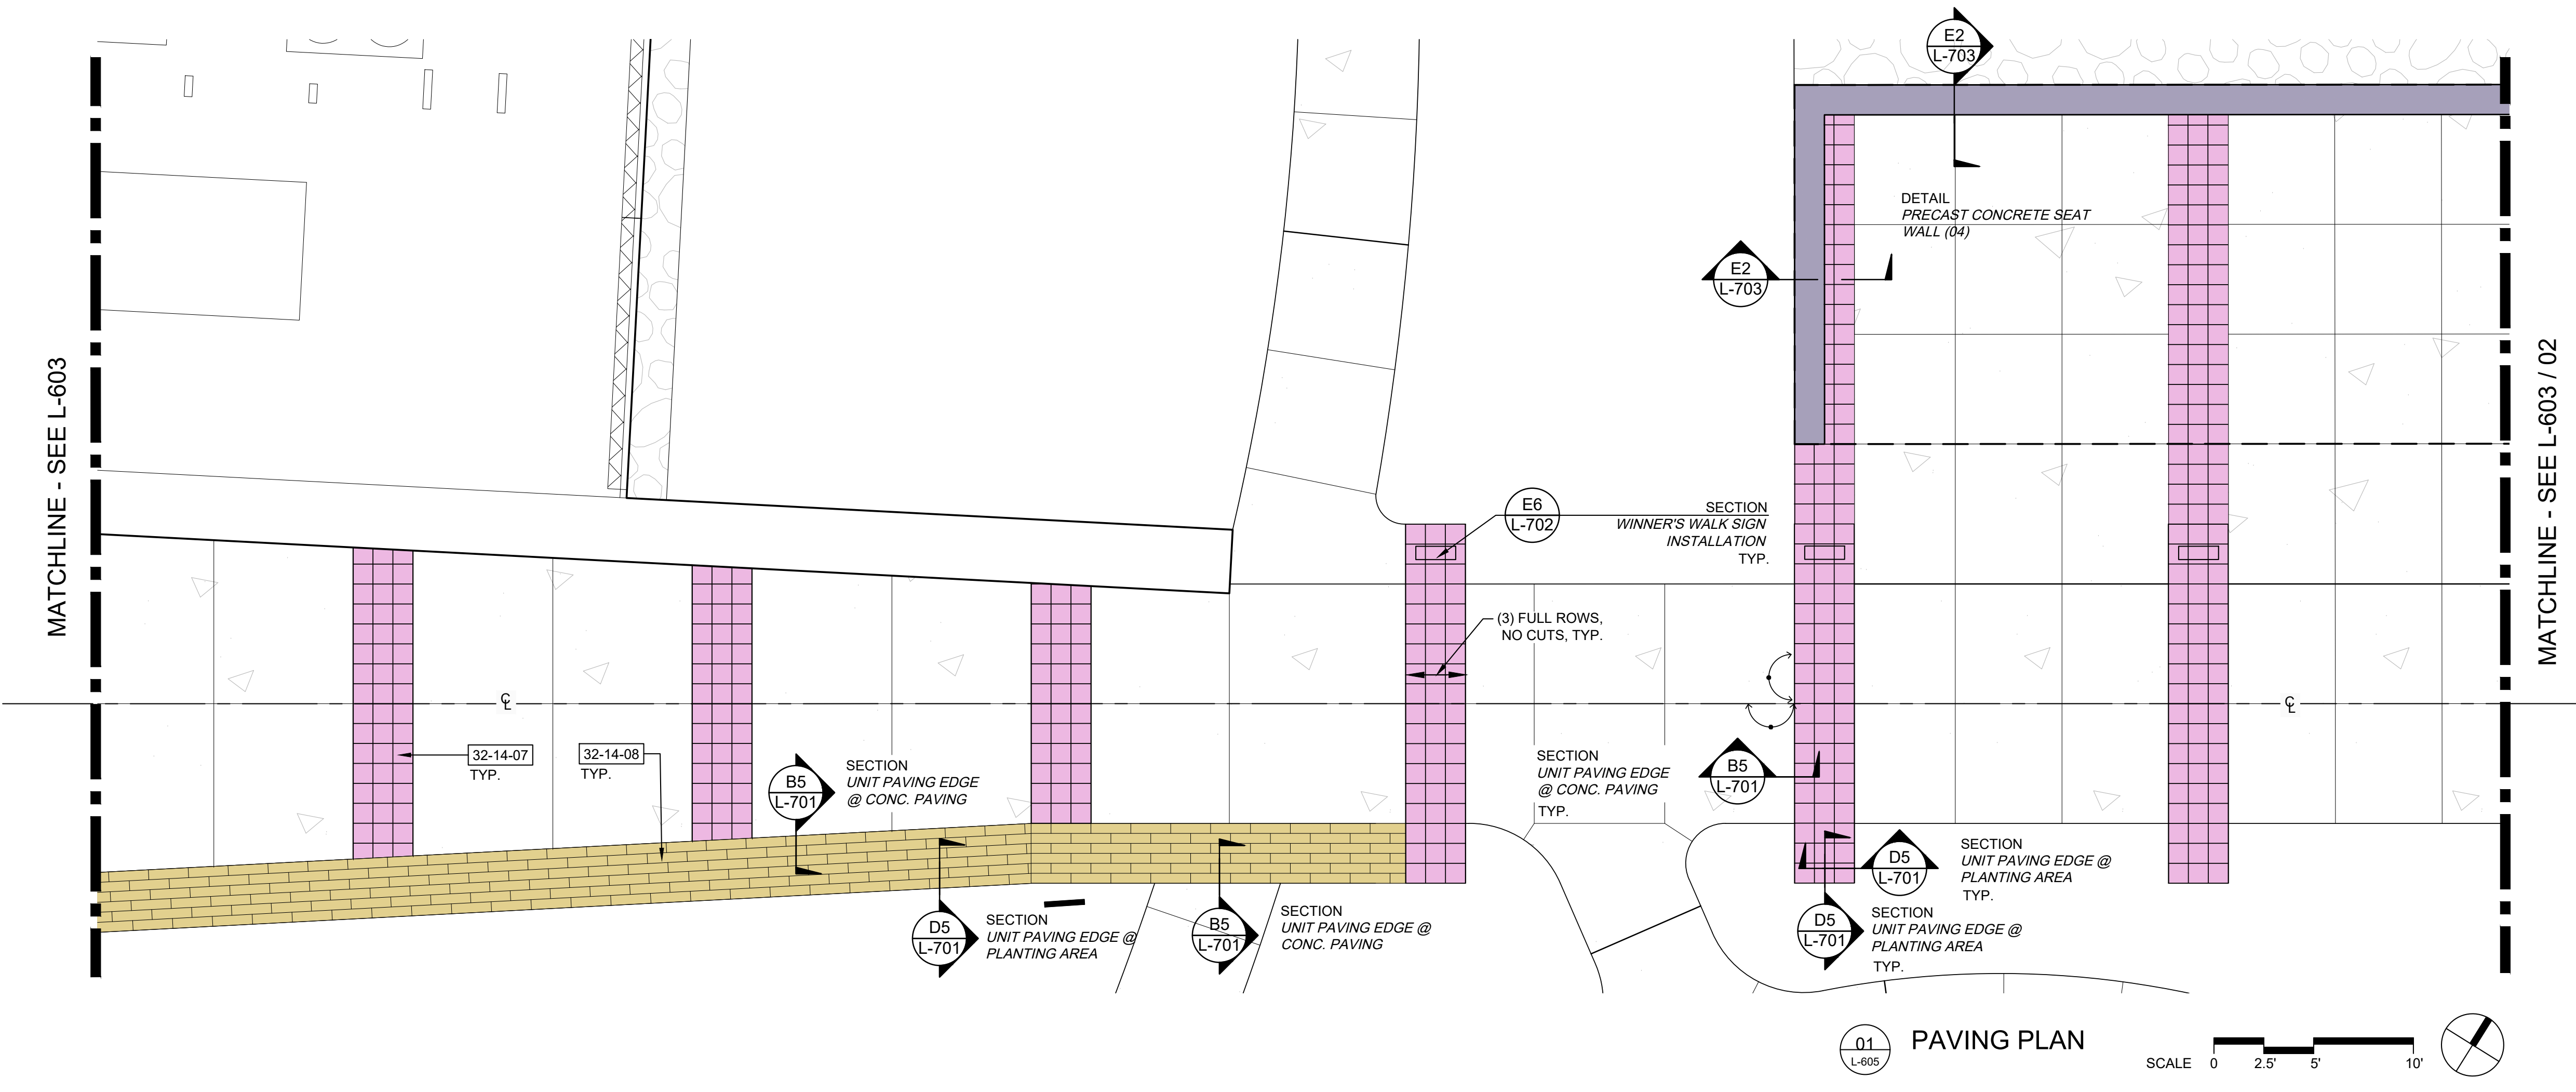 E2
L-703
MATCHLINE - SEE L-603
MATCHLINE - SEE L-603 / 02
DETAIL
PRECAST CONCRETE SEAT
WALL (04)
E2
L-703
E6
L-702
SECTION
WINNER'S WALK SIGN
INSTALLATION
TYP.
(3) FULL ROWS,
NO CUTS, TYP.
CL
CL
32-14-07
TYP.
32-14-08
TYP.
B5
L-701
SECTION
UNIT PAVING EDGE
@ CONC. PAVING
SECTION
UNIT PAVING EDGE
@ CONC. PAVING
TYP.
B5
L-701
D5
L-701
SECTION
UNIT PAVING EDGE @
PLANTING AREA
TYP.
D5
L-701
SECTION
UNIT PAVING EDGE @
PLANTING AREA
B5
L-701
SECTION
UNIT PAVING EDGE @
CONC. PAVING
D5
L-701
SECTION
UNIT PAVING EDGE @
PLANTING AREA
TYP.
01
L-605
PAVING PLAN
SCALE 0 2.5' 5' 10'